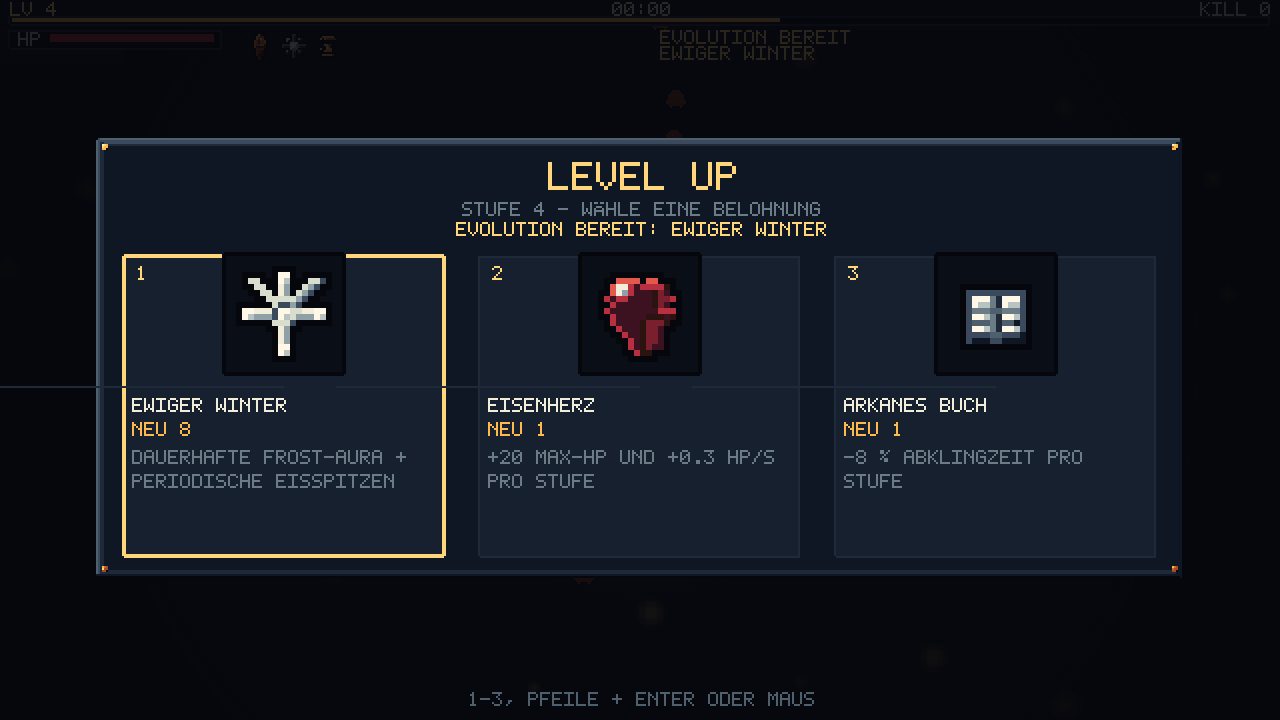 LV 4
00:00
KILL 0
HP
EVOLUTION BEREIT
EWIGER WINTER
LEVEL UP
STUFE 4 - WÄHLE EINE BELOHNUNG
EVOLUTION BEREIT: EWIGER WINTER
1
EWIGER WINTER
NEU 8
DAUERHAFTE FROST-AURA +
PERIODISCHE EISSPITZEN
2
EISENHERZ
NEU 1
+20 MAX-HP UND +0.3 HP/S
PRO STUFE
3
ARKANES BUCH
NEU 1
-8 % ABKLINGZEIT PRO
STUFE
1-3, PFEILE + ENTER ODER MAUS